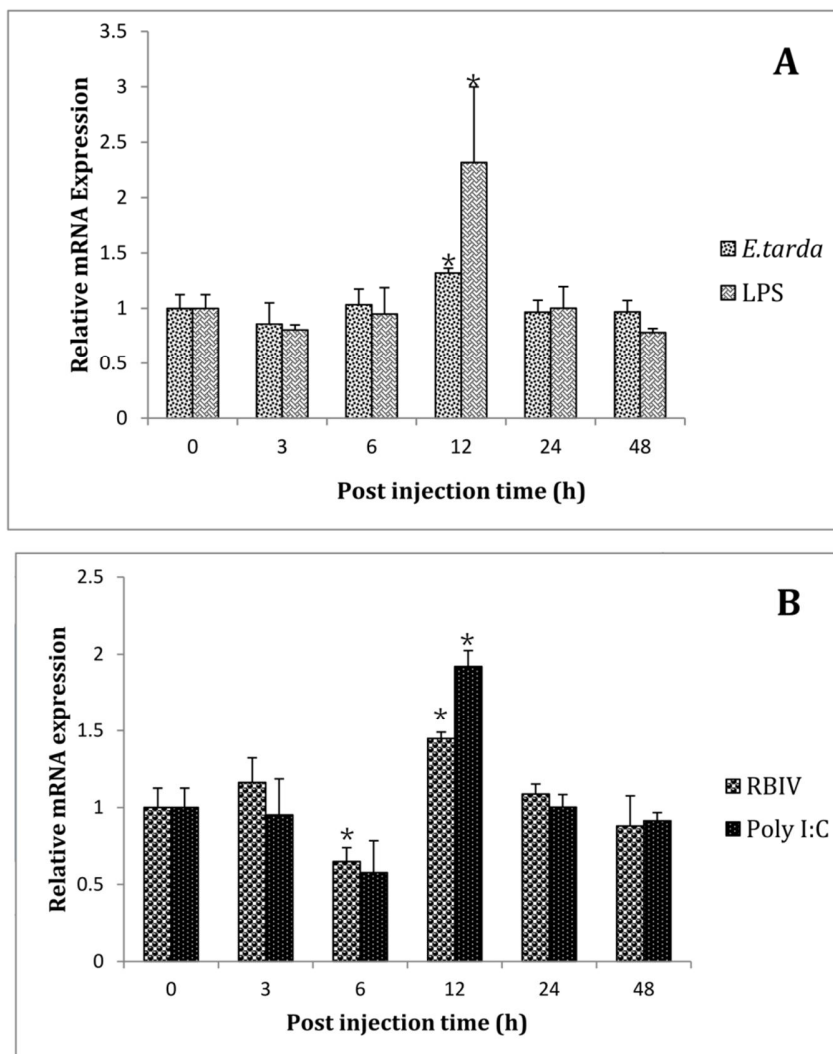 A
Relative mRNA Expression
3.5
3
2.5
2
1.5
1
0.5
0
*
*
E.tarda
LPS
0 3 6 12 24 48
Post injection time (h)
B
Relative mRNA expression
2.5
2
1.5
1
0.5
0
*
*
*
RBIV
Poly I:C
0 3 6 12 24 48
Post injection time (h)